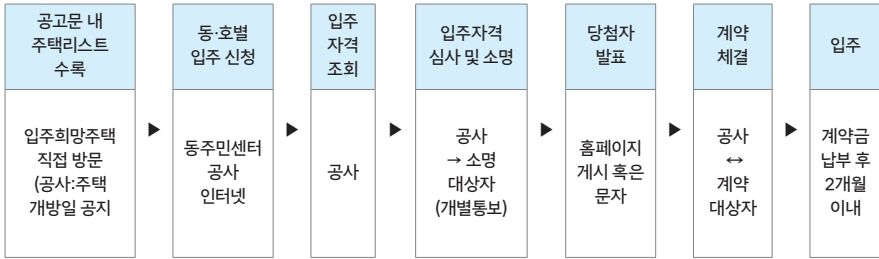 공고문 내
주택리스트
수록
입주희망주택
직접 방문
(공사:주택
개방일 공지
▶
동·호별
입주 신청
동주민센터
공사
인터넷
▶
입주
자격
조회
공사
▶
입주자격
심사 및 소명
공사
→ 소명
대상자
(개별통보)
▶
당첨자
발표
홈페이지
게시 혹은
문자
▶
계약
체결
공사
↔
계약
대상자
▶
입주
계약금
납부 후
2개월
이내